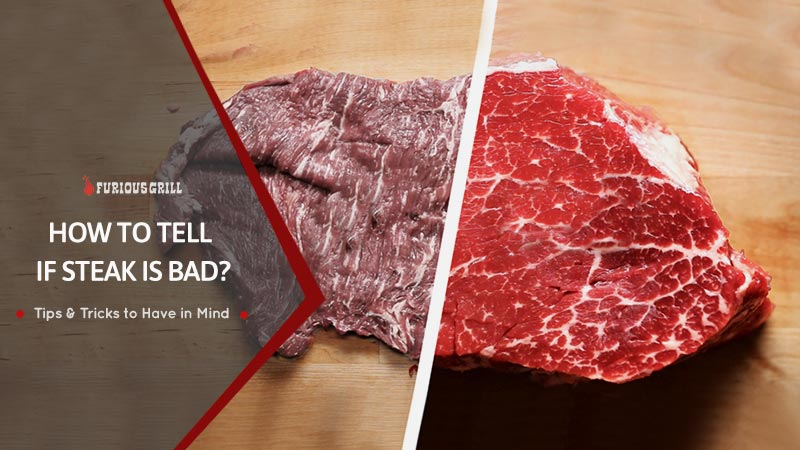 FURIOUSGRILL
HOW TO TELL
IF STEAK IS BAD?
Tips & Tricks to Have in Mind